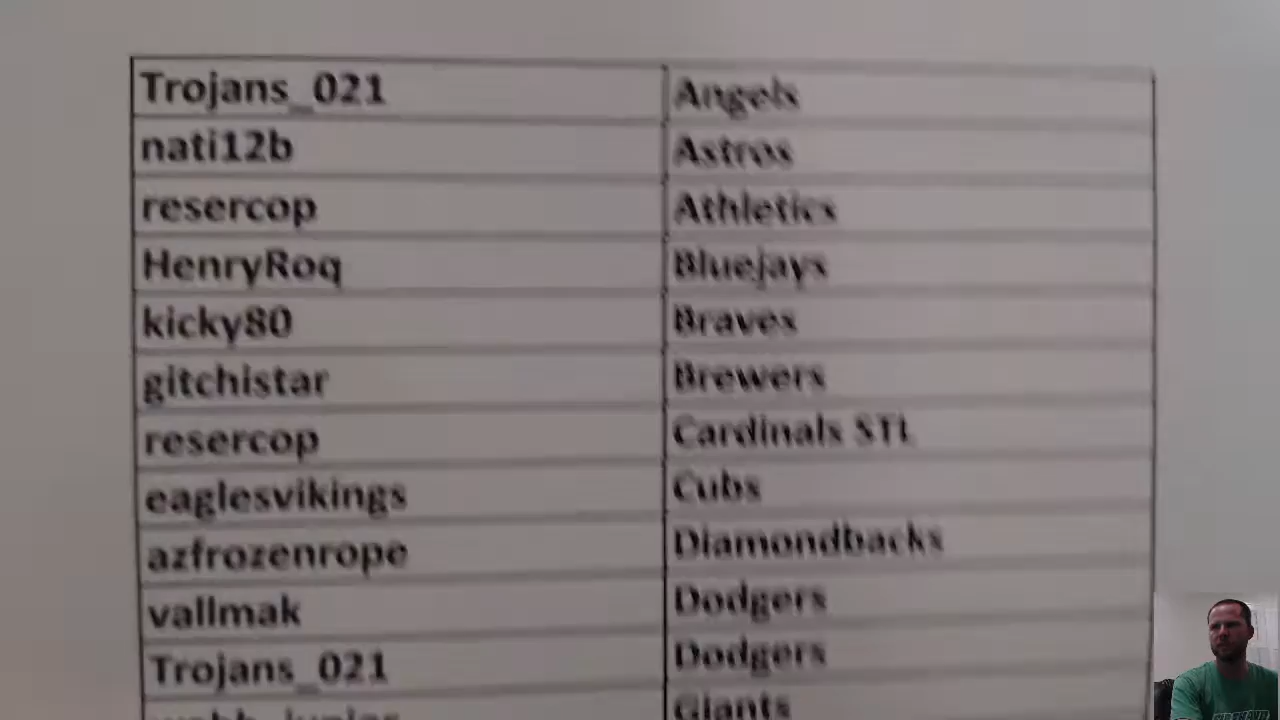 Trojans_021 Angels
nati12b Astros
resercop Athletics
HenryRoq Bluejays
kicky80 Braves
gitchistar Brewers
resercop Cardinals STL
eaglesvikings Cubs
azfrozenrope Diamondbacks
vallmak Dodgers
Trojans_021 Dodgers
Giants